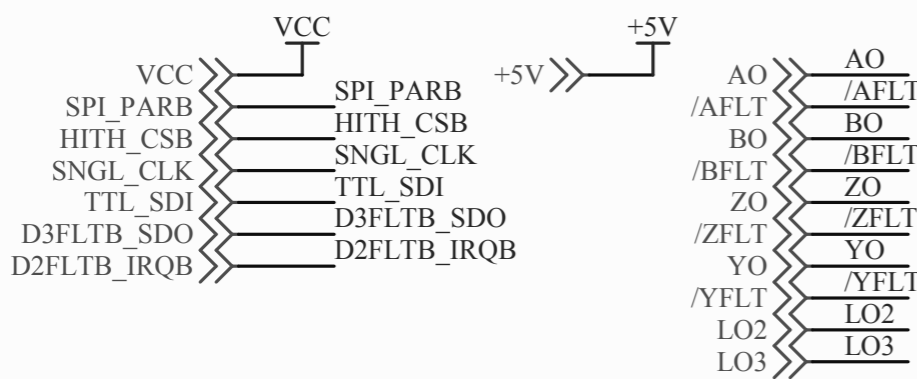 VCC
VCC
SPI_PARB SPI_PARB
HITH_CSB HITH_CSB
SNGL_CLK SNGL_CLK
TTL_SDI TTL_SDI
D3FLTB_SDO D3FLTB_SDO
D2FLTB_IRQB D2FLTB_IRQB
+5V
+5V
AO AO
/AFLT /AFLT
BO BO
/BFLT /BFLT
ZO ZO
/ZFLT /ZFLT
YO YO
/YFLT /YFLT
LO2 LO2
LO3 LO3